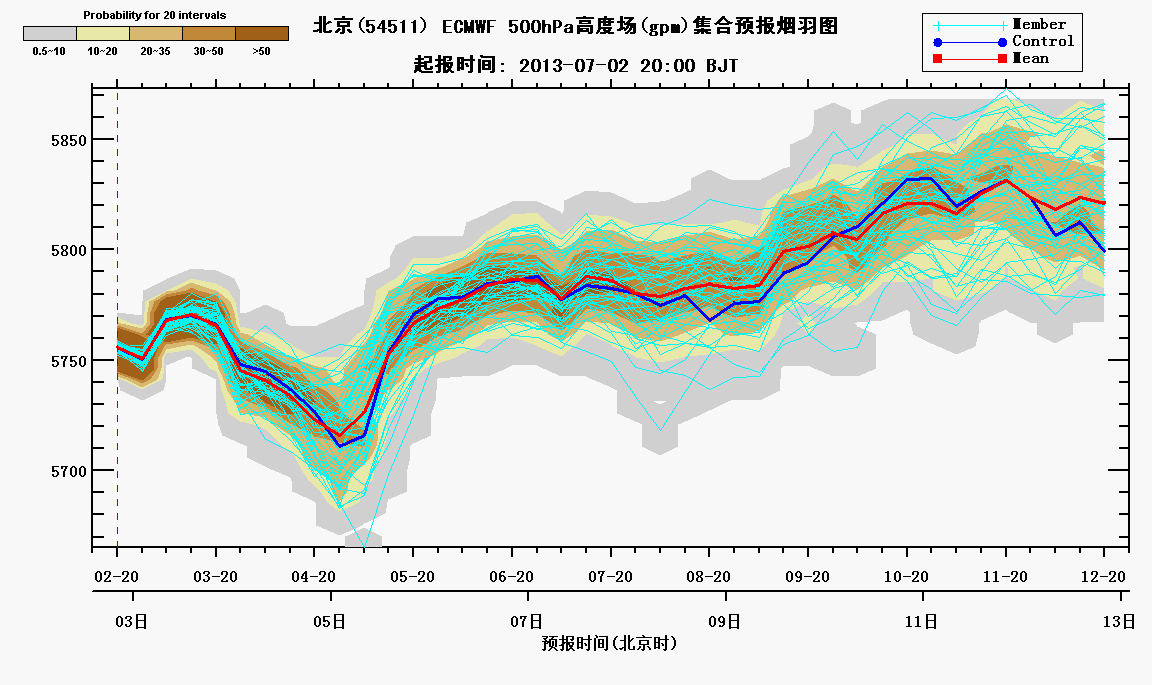 Probability for 20 intervals
0.5~10 10~20 20~35 30~50 >50
北京(54511) ECMWF 500hPa高度场(gpm)集合预报烟羽图
起报时间: 2013-07-02 20:00 BJT
Member
Control
Mean
5850
5800
5750
5700
02-20 03-20 04-20 05-20 06-20 07-20 08-20 09-20 10-20 11-20 12-20
03日 05日 07日 09日 11日 13日
预报时间(北京时)